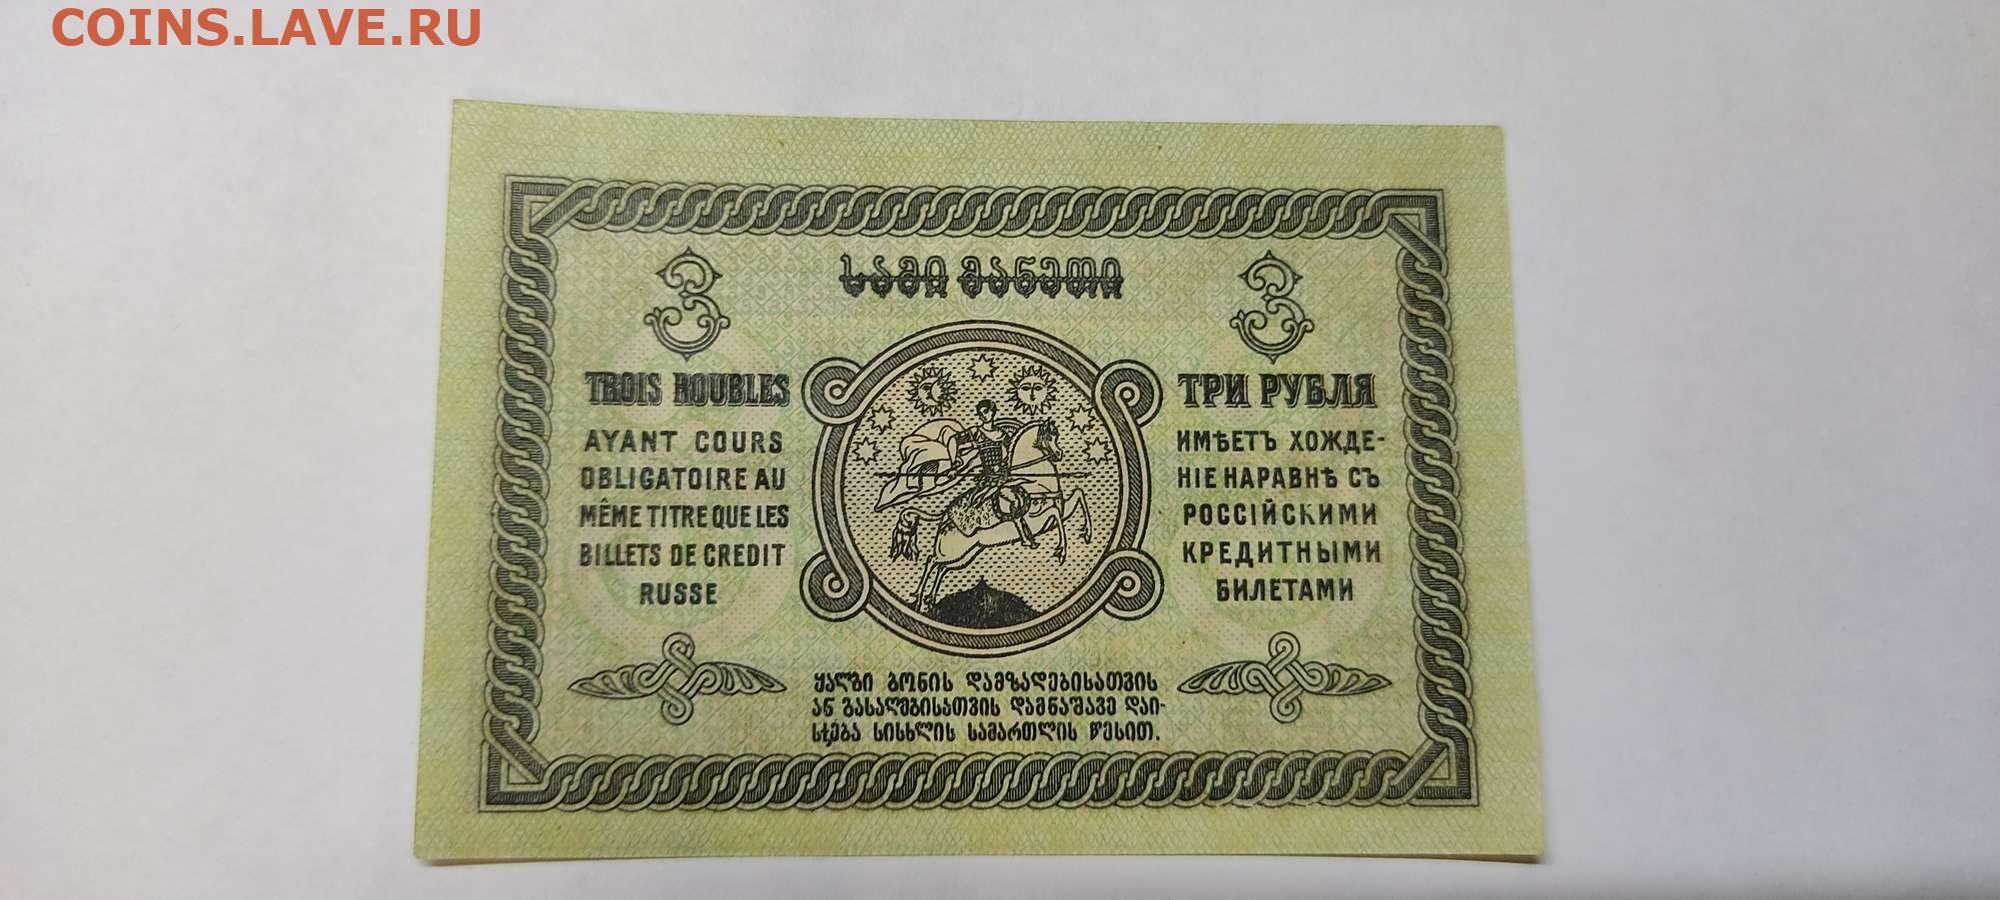 COINS.LAVE.RU
3
სამი მანეთი
3
TROIS ROUBLES
AYANT COURS
OBLIGATOIRE AU
MÊME TITRE QUE LES
BILLETS DE CREDIT
RUSSE
ТРИ РУБЛЯ
ИМѢЕТЪ ХОЖДЕ-
НІЕ НАРАВНѢ СЪ
РОССІЙСКИМИ
КРЕДИТНЫМИ
БИЛЕТАМИ
ყალბი ბონის დამზადებისათვის
ან გასაღებისათვის დამნაშავე დაი-
სჯება სისხლის სამართლის წესით.